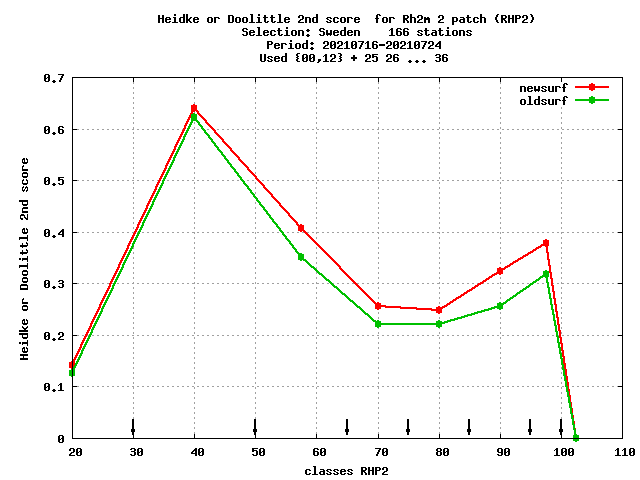 Heidke or Doolittle 2nd score  for Rh2m 2 patch (RHP2)
Selection: Sweden    166 stations
Period: 20210716-20210724
Used {00,12} + 25 26 ... 36
newsurf
oldsurf
0.7
0.6
0.5
0.4
0.3
0.2
0.1
0
Heidke or Doolittle 2nd score
20 30 40 50 60 70 80 90 100 110
classes RHP2